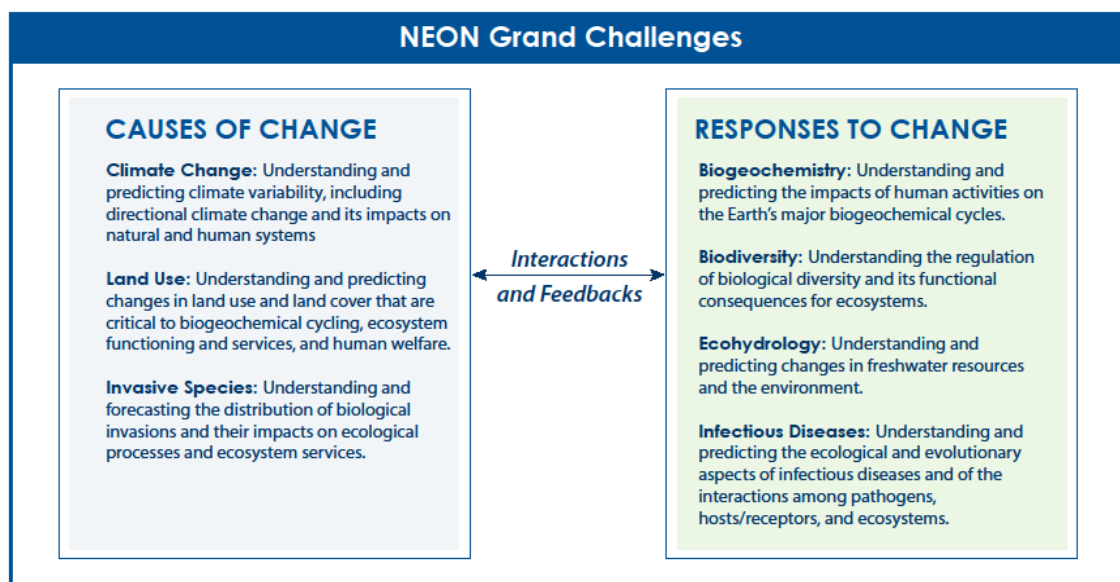 NEON Grand Challenges
CAUSES OF CHANGE
Climate Change: Understanding and
predicting climate variability, including
directional climate change and its impacts on
natural and human systems
Land Use: Understanding and predicting
changes in land use and land cover that are
critical to biogeochemical cycling, ecosystem
functioning and services, and human welfare.
Invasive Species: Understanding and
forecasting the distribution of biological
invasions and their impacts on ecological
processes and ecosystem services.
Interactions
and Feedbacks
RESPONSES TO CHANGE
Biogeochemistry: Understanding and
predicting the impacts of human activities on
the Earth's major biogeochemical cycles.
Biodiversity: Understanding the regulation
of biological diversity and its functional
consequences for ecosystems.
Ecohydrology: Understanding and
predicting changes in freshwater resources
and the environment.
Infectious Diseases: Understanding and
predicting the ecological and evolutionary
aspects of infectious diseases and of the
interactions among pathogens,
hosts/receptors, and ecosystems.